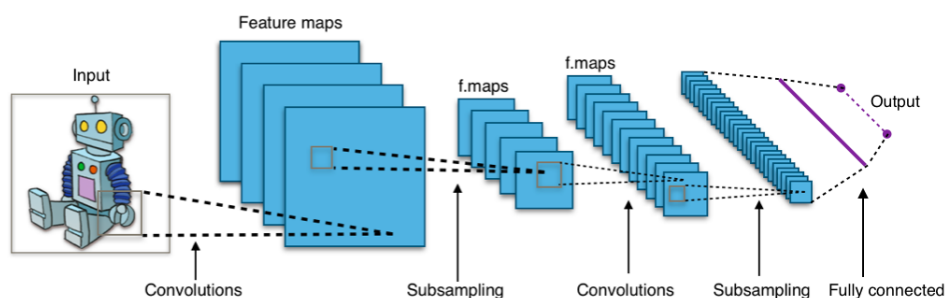 Feature maps
Input
f.maps
f.maps
Output
Convolutions
Subsampling
Convolutions
Subsampling
Fully connected